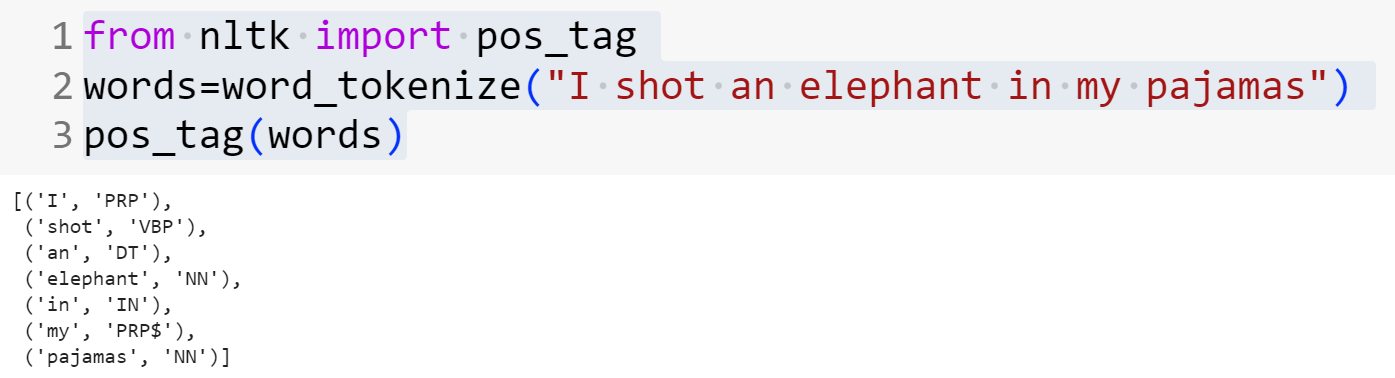 1 from nltk import pos_tag
2 words=word_tokenize("I shot an elephant in my pajamas")
3 pos_tag(words)
[('I', 'PRP'),
('shot', 'VBP'),
('an', 'DT'),
('elephant', 'NN'),
('in', 'IN'),
('my', 'PRP$'),
('pajamas', 'NN')]